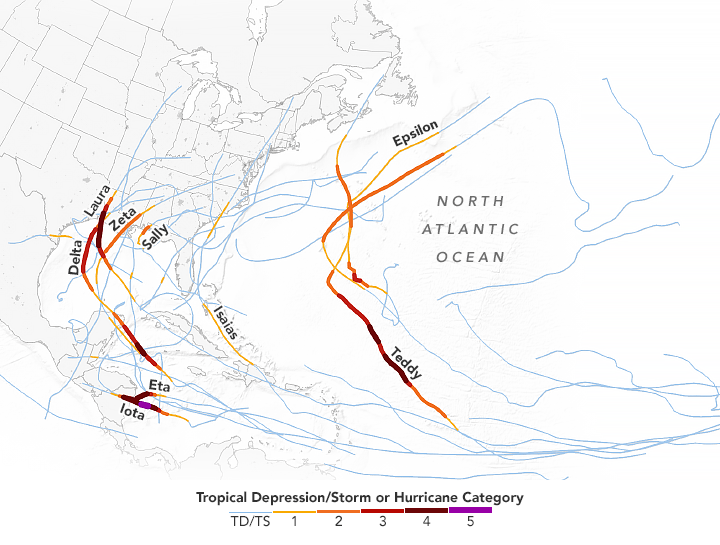 Epsilon
Laura
Zeta
Sally
Delta
NORTH
ATLANTIC
OCEAN
Isaias
Teddy
Eta
Iota
Tropical Depression/Storm or Hurricane Category
TD/TS 1 2 3 4 5